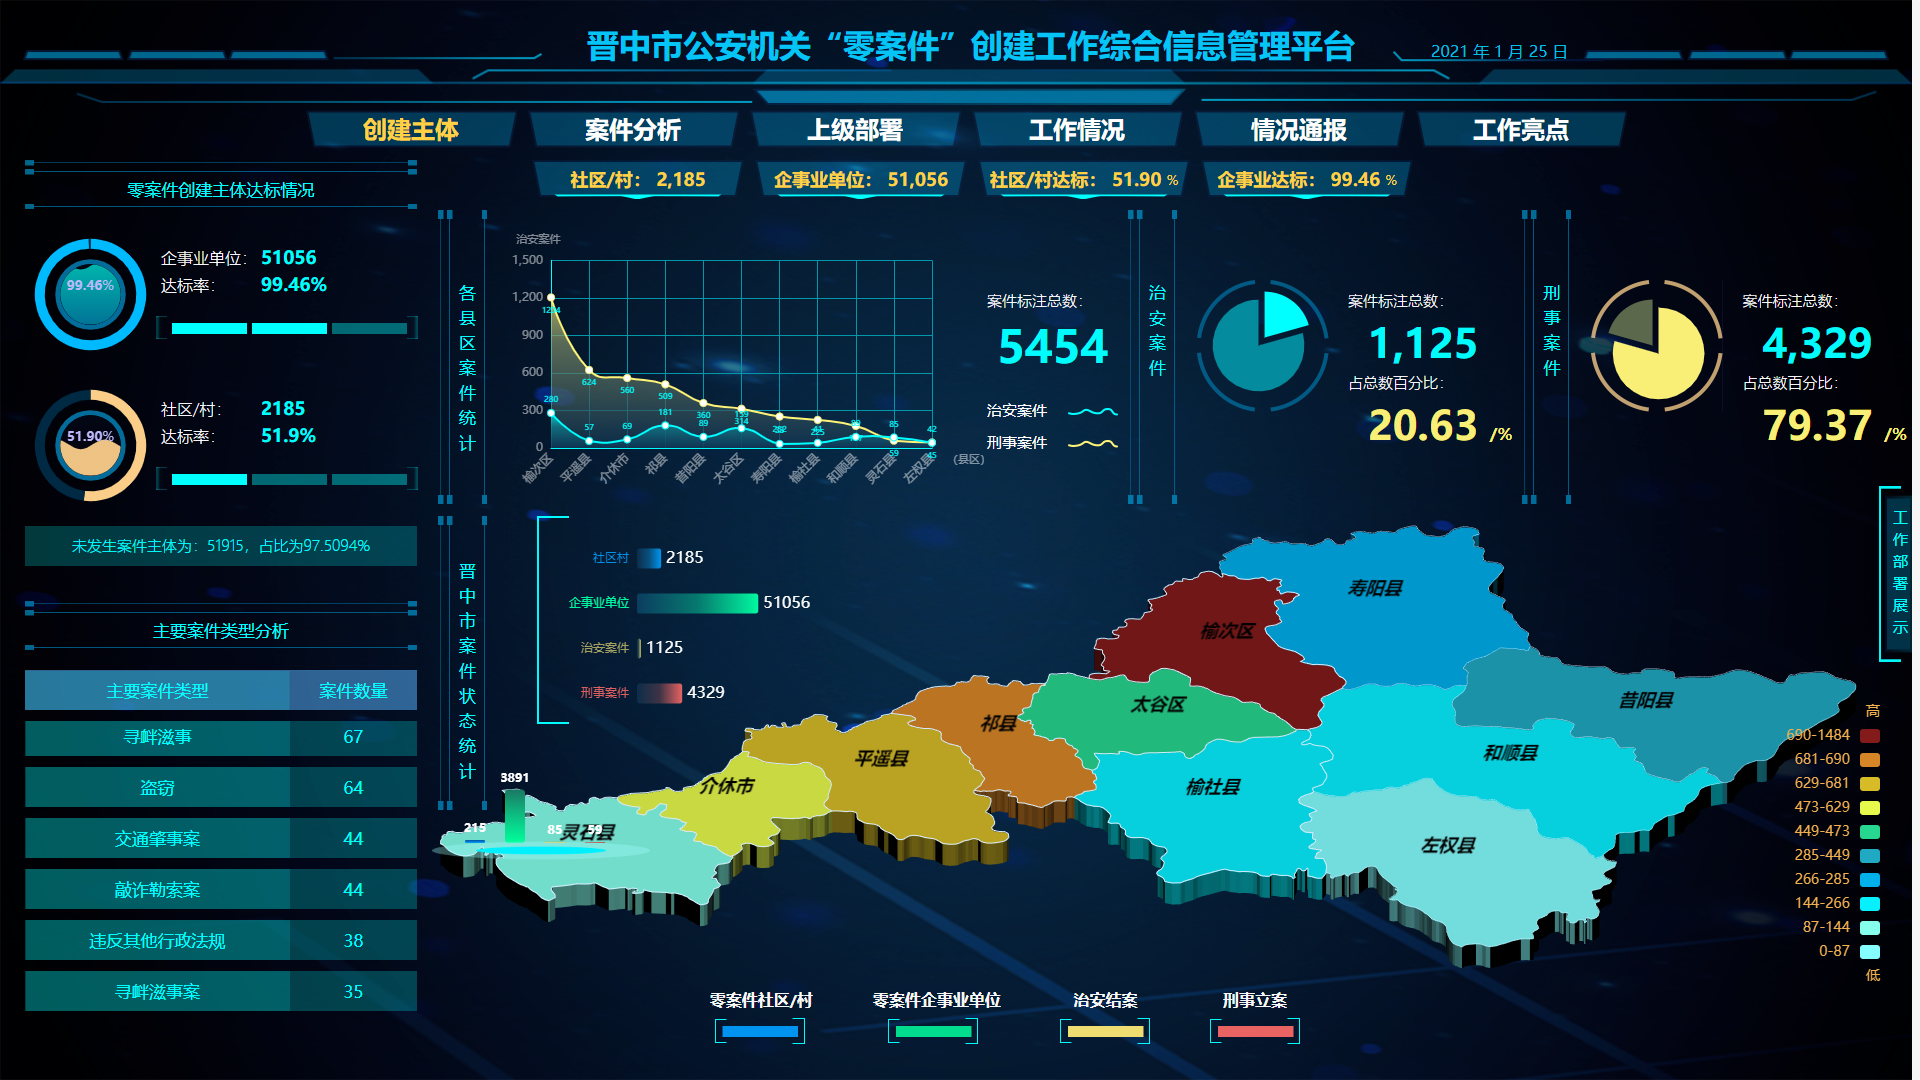 晋中市公安机关“零案件”创建工作综合信息管理平台
2021 年 1 月 25 日
创建主体
案件分析
上级部署
工作情况
情况通报
工作亮点
社区/村： 2,185
企事业单位： 51,056
社区/村达标： 51.90 %
企事业达标： 99.46 %
零案件创建主体达标情况
99.46%
企事业单位： 51056
达标率： 99.46%
51.90%
社区/村： 2185
达标率： 51.9%
未发生案件主体为：51915，占比为97.5094%
主要案件类型分析
主要案件类型 案件数量
寻衅滋事 67
盗窃 64
交通肇事案 44
敲诈勒索案 44
违反其他行政法规 38
寻衅滋事案 35
各县区案件统计
治安案件
1,500
1,200
900
600
300
0
624
560
509
360
314
225
59
45
280
57
69
181
89
159
85
42
榆次区
平遥县
介休市
祁县
昔阳县
太谷区
寿阳县
榆社县
和顺县
灵石县
左权县
(县区)
案件标注总数：
5454
治安案件
刑事案件
治安案件
案件标注总数：
1,125
占总数百分比：
20.63 /%
刑事案件
案件标注总数：
4,329
占总数百分比：
79.37 /%
工作部署展示
晋中市案件状态统计
社区村 2185
企事业单位 51056
治安案件 1125
刑事案件 4329
寿阳县
榆次区
昔阳县
太谷区
祁县
和顺县
平遥县
榆社县
介休市
灵石县
左权县
3891
215
85
59
高
690-1484
681-690
629-681
473-629
449-473
285-449
266-285
144-266
87-144
0-87
低
零案件社区/村
零案件企事业单位
治安结案
刑事立案